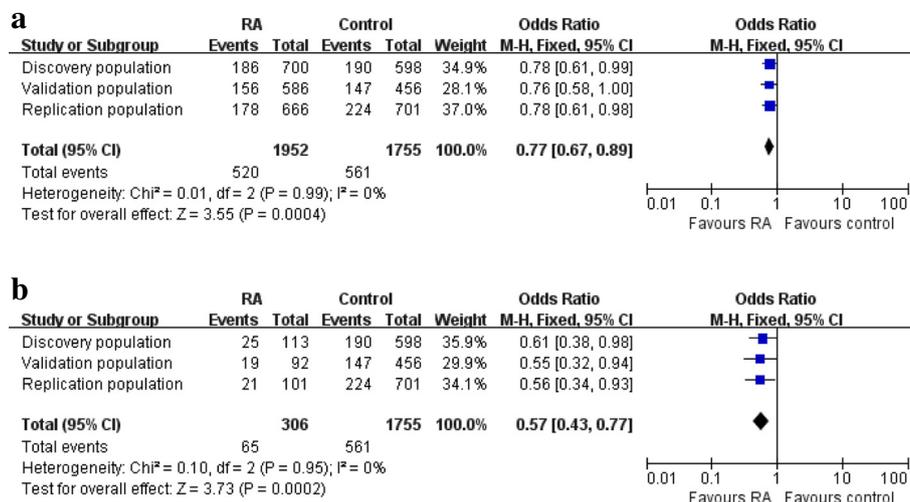 a
RA Control Odds Ratio Odds Ratio
Study or Subgroup Events Total Events Total Weight M-H, Fixed, 95% CI M-H, Fixed, 95% CI
Discovery population 186 700 190 598 34.9% 0.78 [0.61, 0.99]
Validation population 156 586 147 456 28.1% 0.76 [0.58, 1.00]
Replication population 178 666 224 701 37.0% 0.78 [0.61, 0.98]
Total (95% CI) 1952 1755 100.0% 0.77 [0.67, 0.89]
Total events 520 561
Heterogeneity: Chi² = 0.01, df = 2 (P = 0.99); I² = 0%
Test for overall effect: Z = 3.55 (P = 0.0004)
0.01 0.1 1 10 100
Favours RA Favours control
b
RA Control Odds Ratio Odds Ratio
Study or Subgroup Events Total Events Total Weight M-H, Fixed, 95% CI M-H, Fixed, 95% CI
Discovery population 25 113 190 598 35.9% 0.61 [0.38, 0.98]
Validation population 19 92 147 456 29.9% 0.55 [0.32, 0.94]
Replication population 21 101 224 701 34.1% 0.56 [0.34, 0.93]
Total (95% CI) 306 1755 100.0% 0.57 [0.43, 0.77]
Total events 65 561
Heterogeneity: Chi² = 0.10, df = 2 (P = 0.95); I² = 0%
Test for overall effect: Z = 3.73 (P = 0.0002)
0.01 0.1 1 10 100
Favours RA Favours control